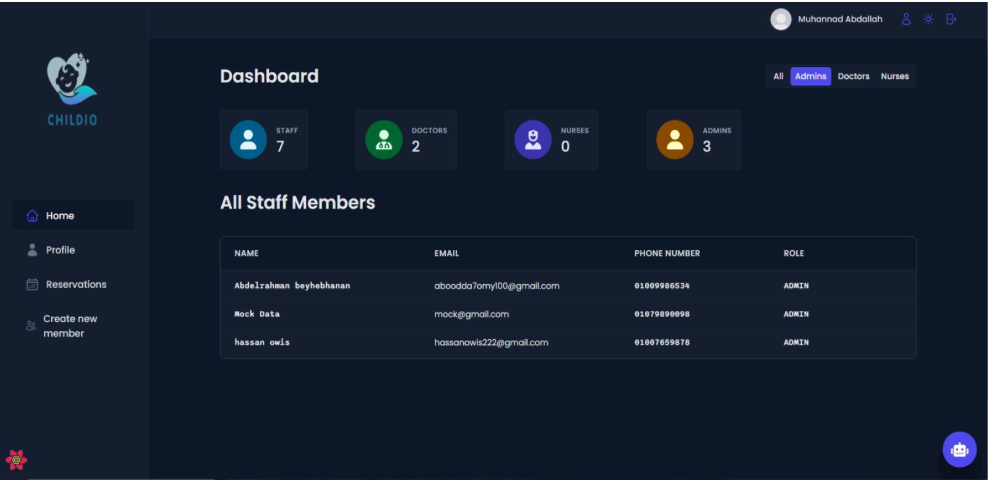 Muhannad Abdallah
CHILDIO
Dashboard
All Admins Doctors Nurses
STAFF
7
DOCTORS
2
NURSES
0
ADMINS
3
Home
Profile
Reservations
Create new
member
All Staff Members
NAME EMAIL PHONE NUMBER ROLE
Abdelrahman beyhebhanan aboodda7omy100@gmail.com 01009986534 ADMIN
Mock Data mock@gmail.com 01079890098 ADMIN
hassan owis hassanowis222@gmail.com 01007659878 ADMIN